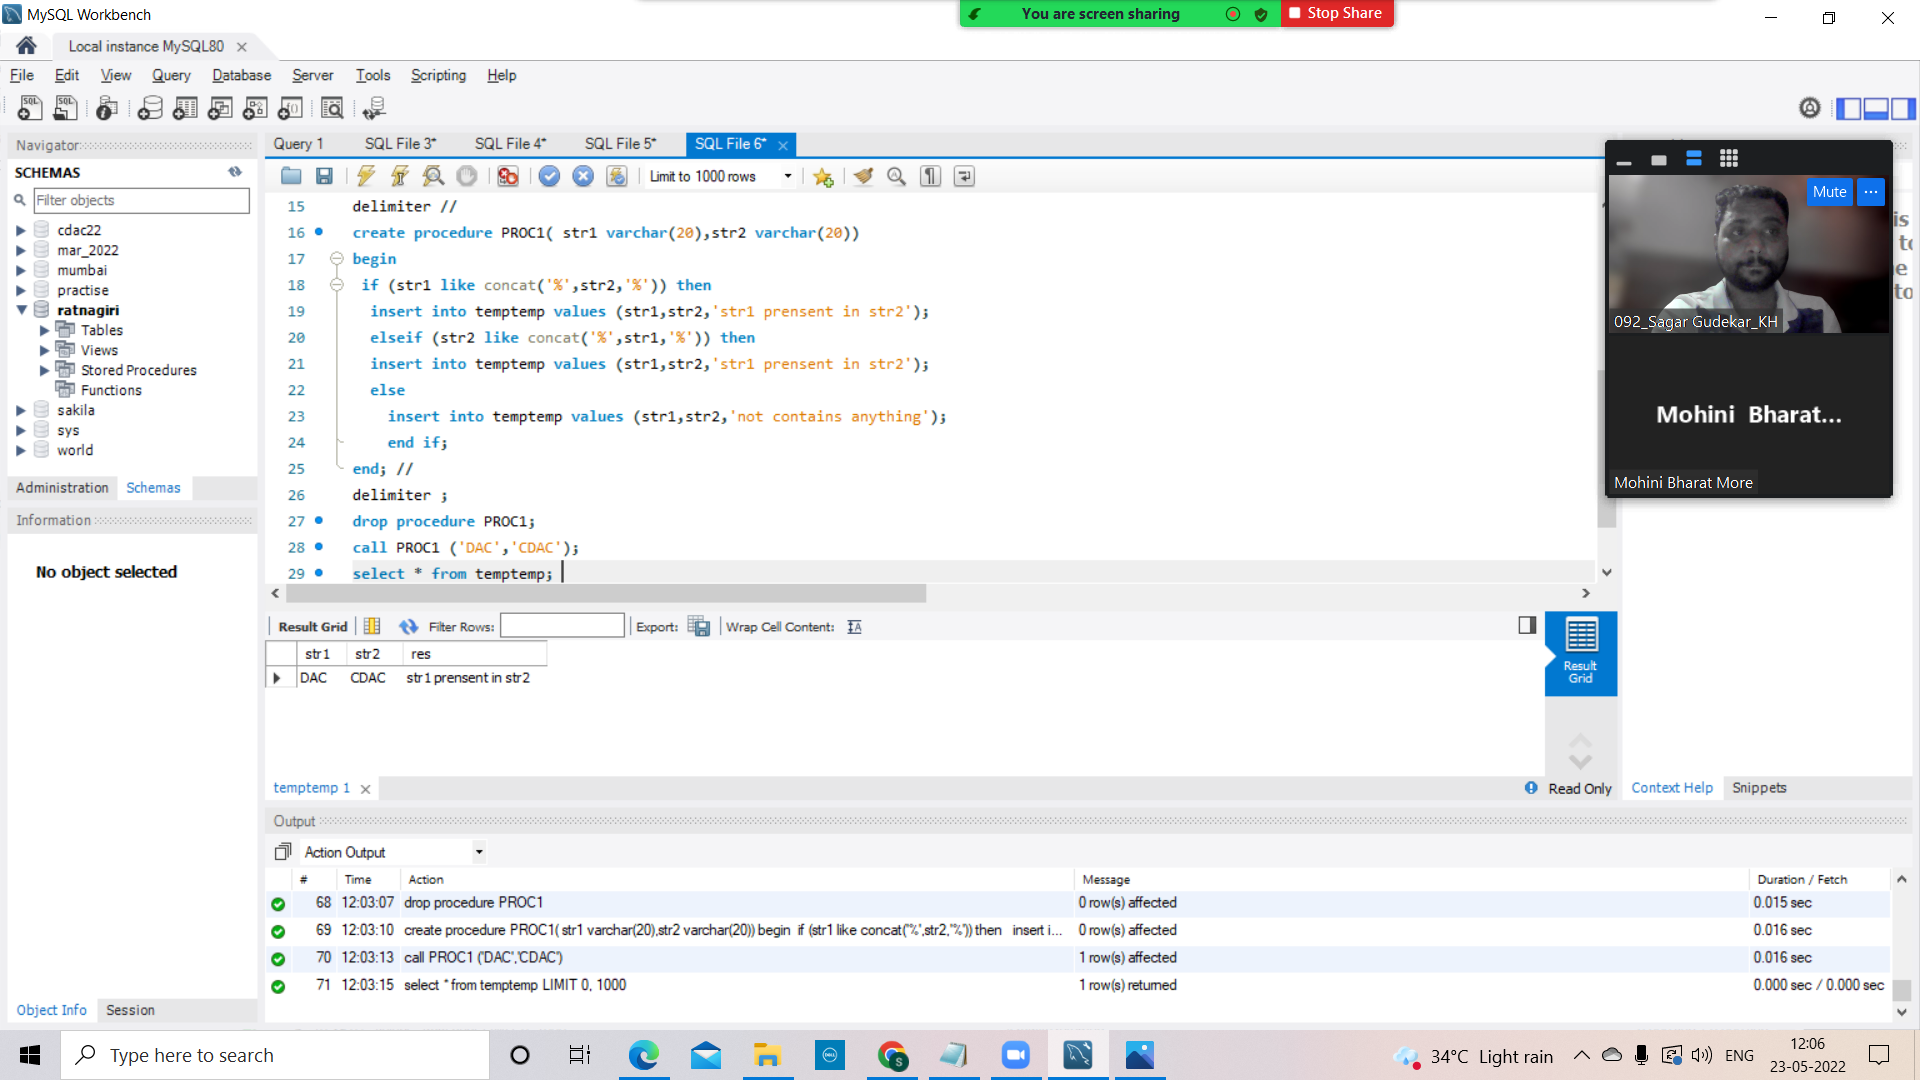 MySQL Workbench
You are screen sharing
Stop Share
Local instance MySQL80
File Edit View Query Database Server Tools Scripting Help
Navigator
SCHEMAS
Filter objects
cdac22
mar_2022
mumbai
practise
ratnagiri
Tables
Views
Stored Procedures
Functions
sakila
sys
world
Administration Schemas
Information
No object selected
Object Info Session
Query 1 SQL File 3* SQL File 4* SQL File 5* SQL File 6*
Limit to 1000 rows
15 delimiter //
16 create procedure PROC1( str1 varchar(20),str2 varchar(20))
17 begin
18 if (str1 like concat('%',str2,'%')) then
19 insert into temptemp values (str1,str2,'str1 prensent in str2');
20 elseif (str2 like concat('%',str1,'%')) then
21 insert into temptemp values (str1,str2,'str1 prensent in str2');
22 else
23 insert into temptemp values (str1,str2,'not contains anything');
24 end if;
25 end; //
26 delimiter ;
27 drop procedure PROC1;
28 call PROC1 ('DAC','CDAC');
29 select * from temptemp;
Result Grid Filter Rows: Export: Wrap Cell Content:
str1 str2 res
DAC CDAC str1 prensent in str2
Result
Grid
temptemp 1
Read Only
Context Help Snippets
Mute
092_Sagar Gudekar_KH
Mohini Bharat...
Mohini Bharat More
Output
Action Output
# Time Action Message Duration / Fetch
68 12:03:07 drop procedure PROC1 0 row(s) affected 0.015 sec
69 12:03:10 create procedure PROC1( str1 varchar(20),str2 varchar(20)) begin if (str1 like concat('%',str2,'%')) then insert i... 0 row(s) affected 0.016 sec
70 12:03:13 call PROC1 ('DAC','CDAC') 1 row(s) affected 0.016 sec
71 12:03:15 select * from temptemp LIMIT 0, 1000 1 row(s) returned 0.000 sec / 0.000 sec
Type here to search
34°C Light rain
ENG
12:06
23-05-2022